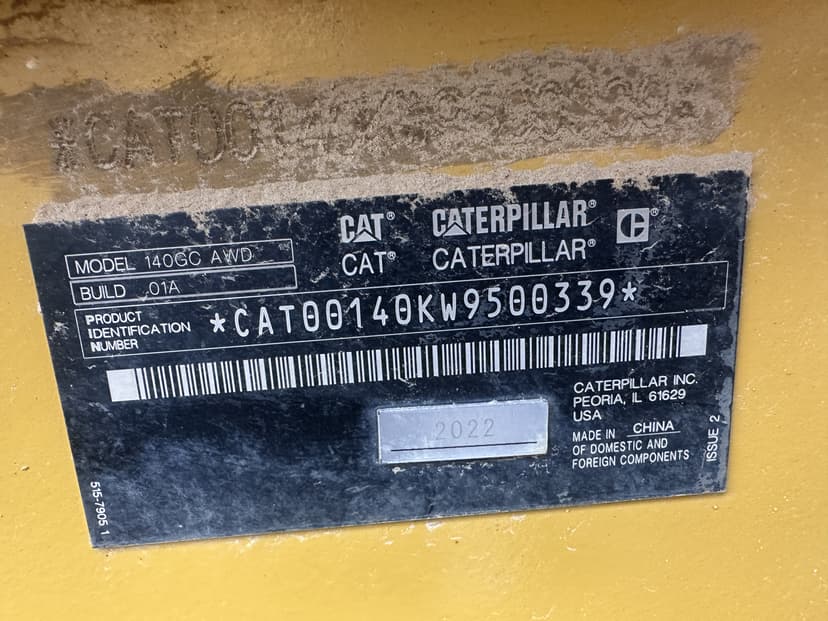 *CAT00
CAT® CATERPILLAR® C®
CAT® CATERPILLAR®
MODEL 140GC AWD
BUILD 01A
PRODUCT
IDENTIFICATION
NUMBER
*CAT00140KW9500339*
CATERPILLAR INC.
PEORIA, IL 61629
USA
2022
MADE IN CHINA
OF DOMESTIC AND
FOREIGN COMPONENTS
ISSUE 2
515-7905 1